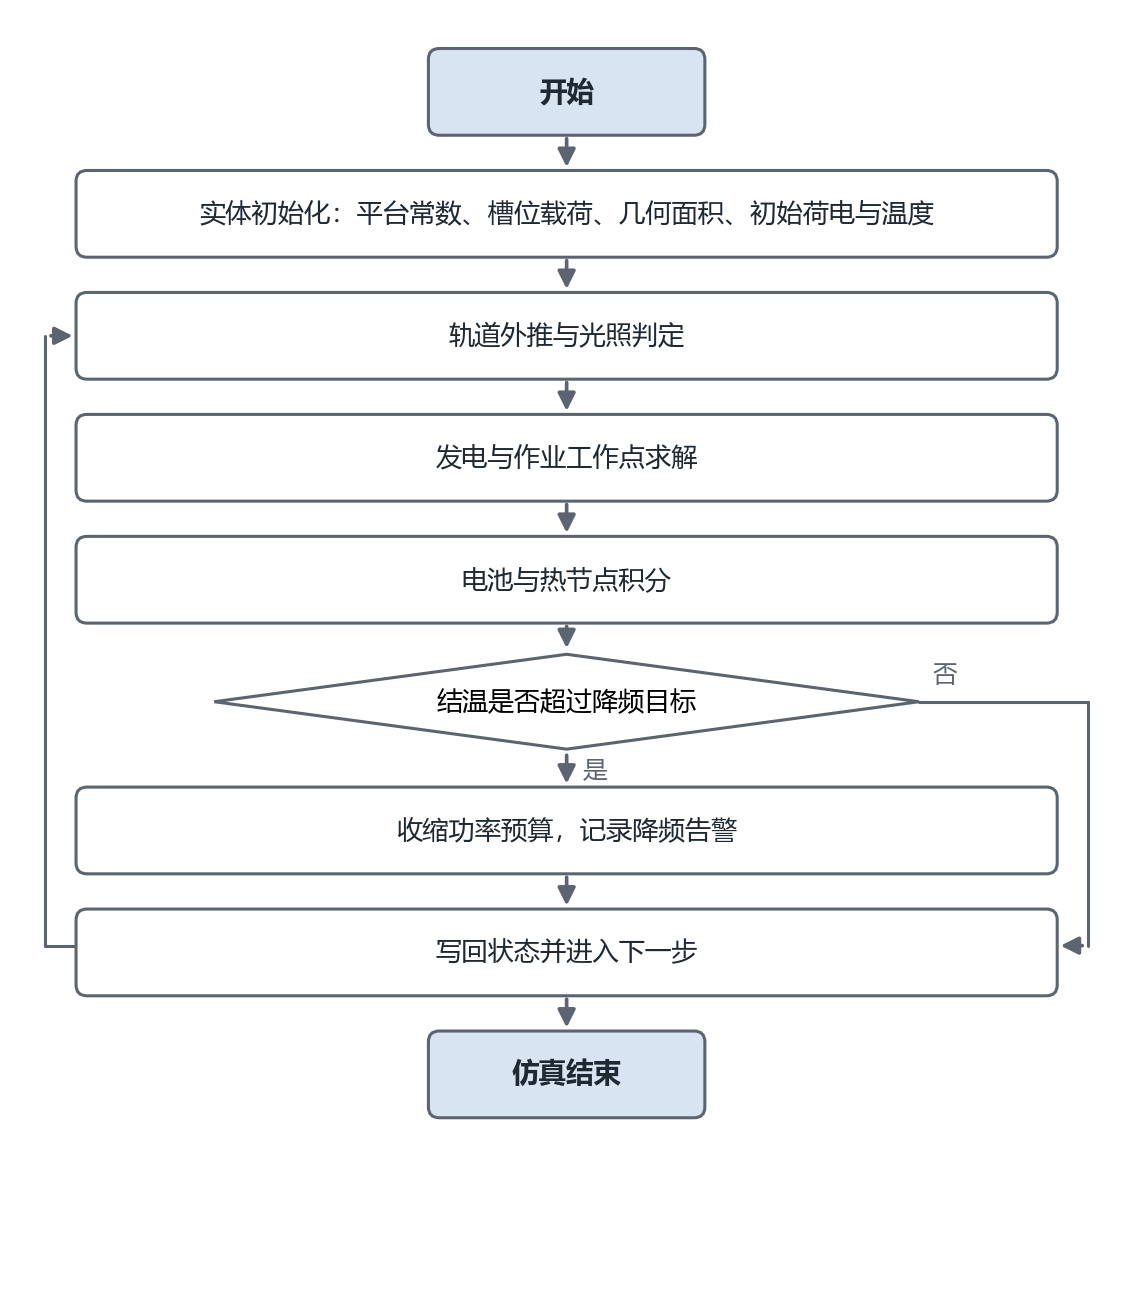 开始
实体初始化：平台常数、槽位载荷、几何面积、初始荷电与温度
轨道外推与光照判定
发电与作业工作点求解
电池与热节点积分
否
结温是否超过降频目标
是
收缩功率预算，记录降频告警
写回状态并进入下一步
仿真结束